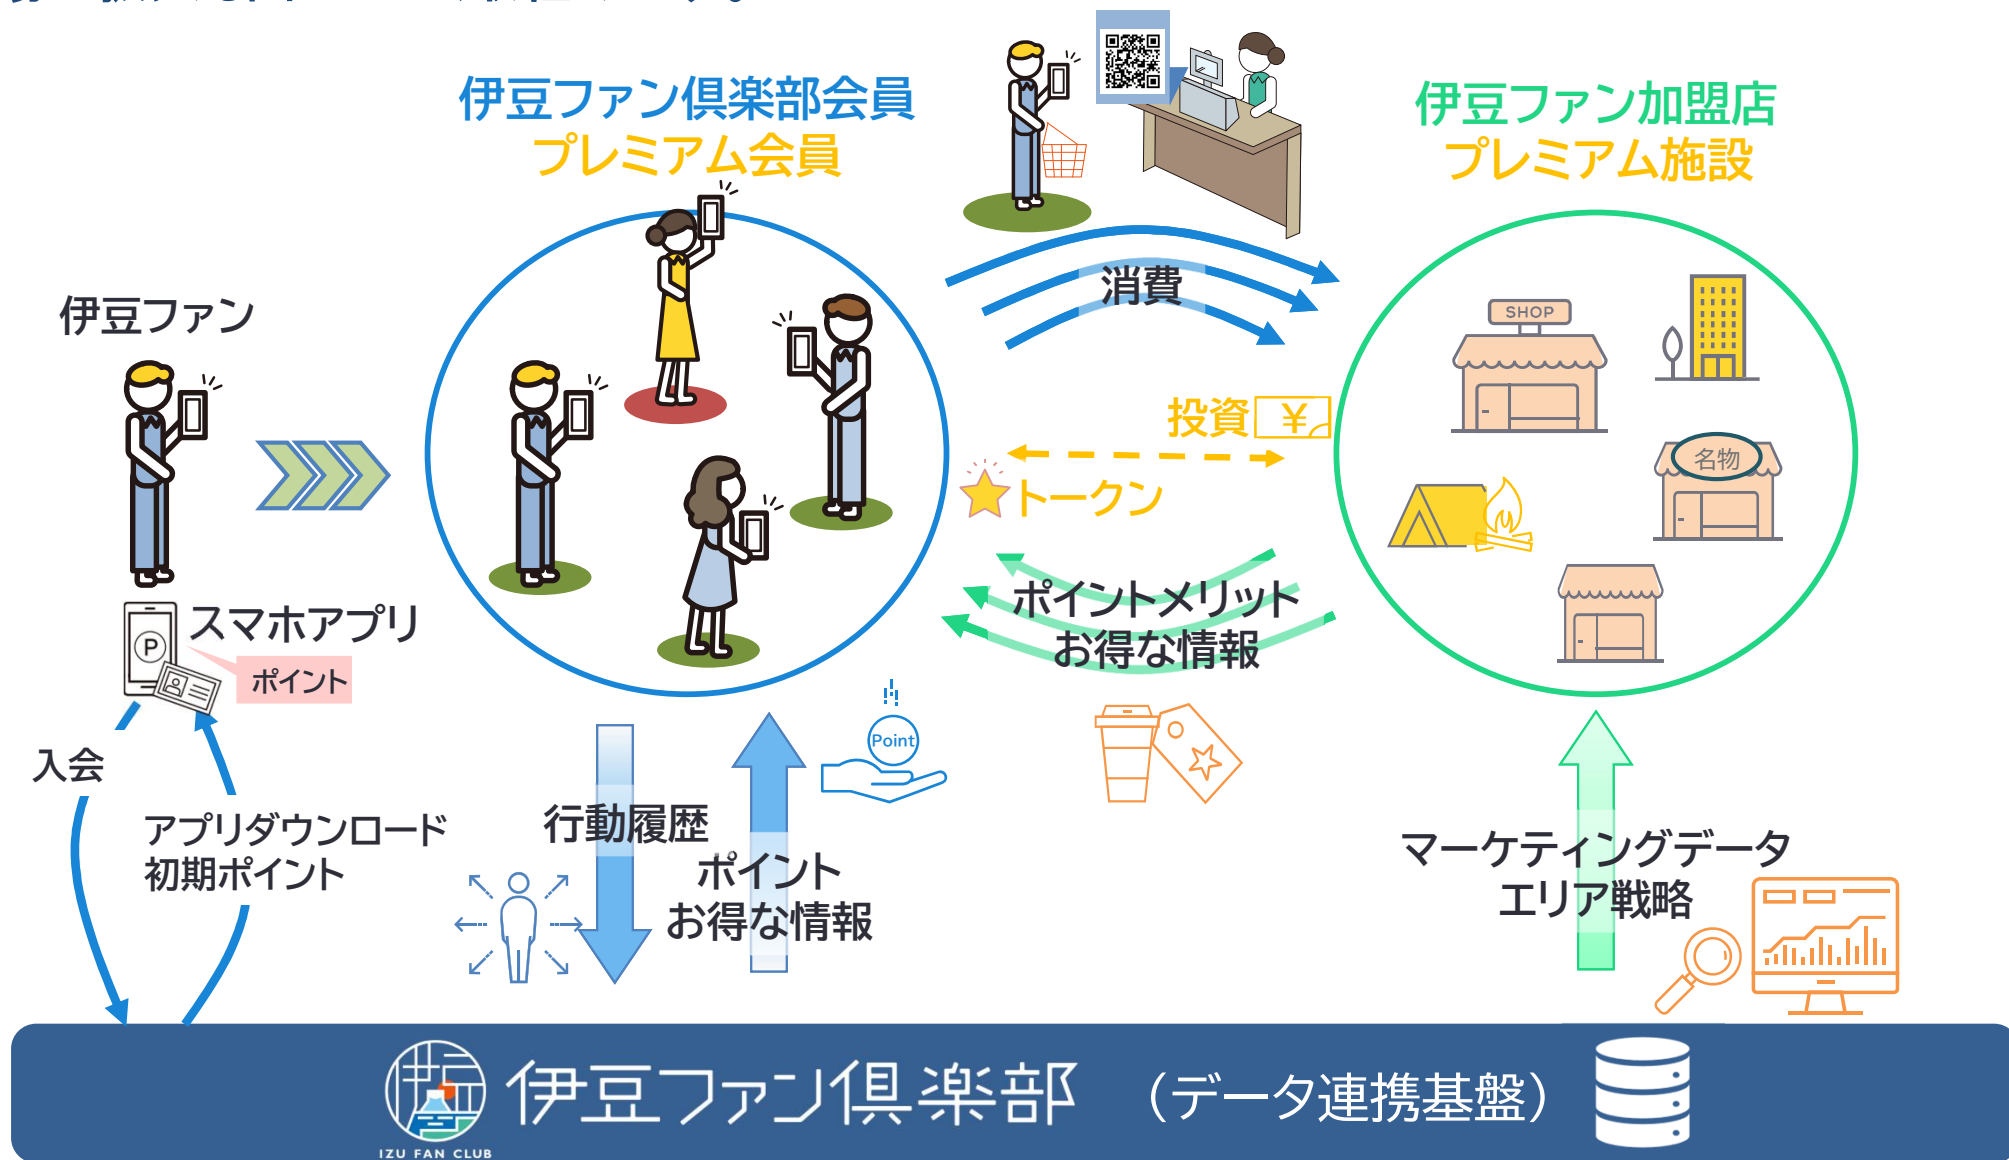 伊豆ファン倶楽部会員
プレミアム会員
伊豆ファン加盟店
プレミアム施設
伊豆ファン
消費
SHOP
投資 ¥
名物
トークン
ポイントメリット
お得な情報
スマホアプリ
P
ポイント
入会
アプリダウンロード
初期ポイント
Point
行動履歴
ポイント
お得な情報
マーケティングデータ
エリア戦略
伊豆ファン倶楽部 (データ連携基盤)
IZU FAN CLUB